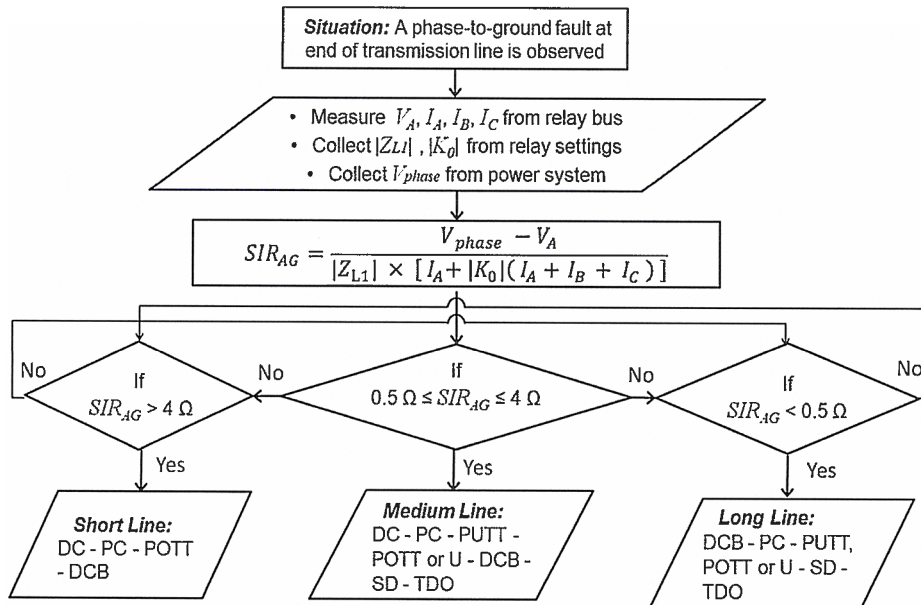 Situation: A phase-to-ground fault at
end of transmission line is observed
• Measure V_A, I_A, I_B, I_C from relay bus
• Collect |Z_L1| , |K_0| from relay settings
• Collect V_phase from power system
SIR_AG = (V_phase − V_A) / (|Z_L1| × [ I_A + |K_0|( I_A + I_B + I_C ) ])
No
If
SIR_AG > 4 Ω
No
If
0.5 Ω ≤ SIR_AG ≤ 4 Ω
No
If
SIR_AG < 0.5 Ω
No
Yes
Yes
Yes
Short Line:
DC - PC - POTT
- DCB
Medium Line:
DC - PC - PUTT -
POTT or U - DCB -
SD - TDO
Long Line:
DCB - PC - PUTT,
POTT or U - SD -
TDO